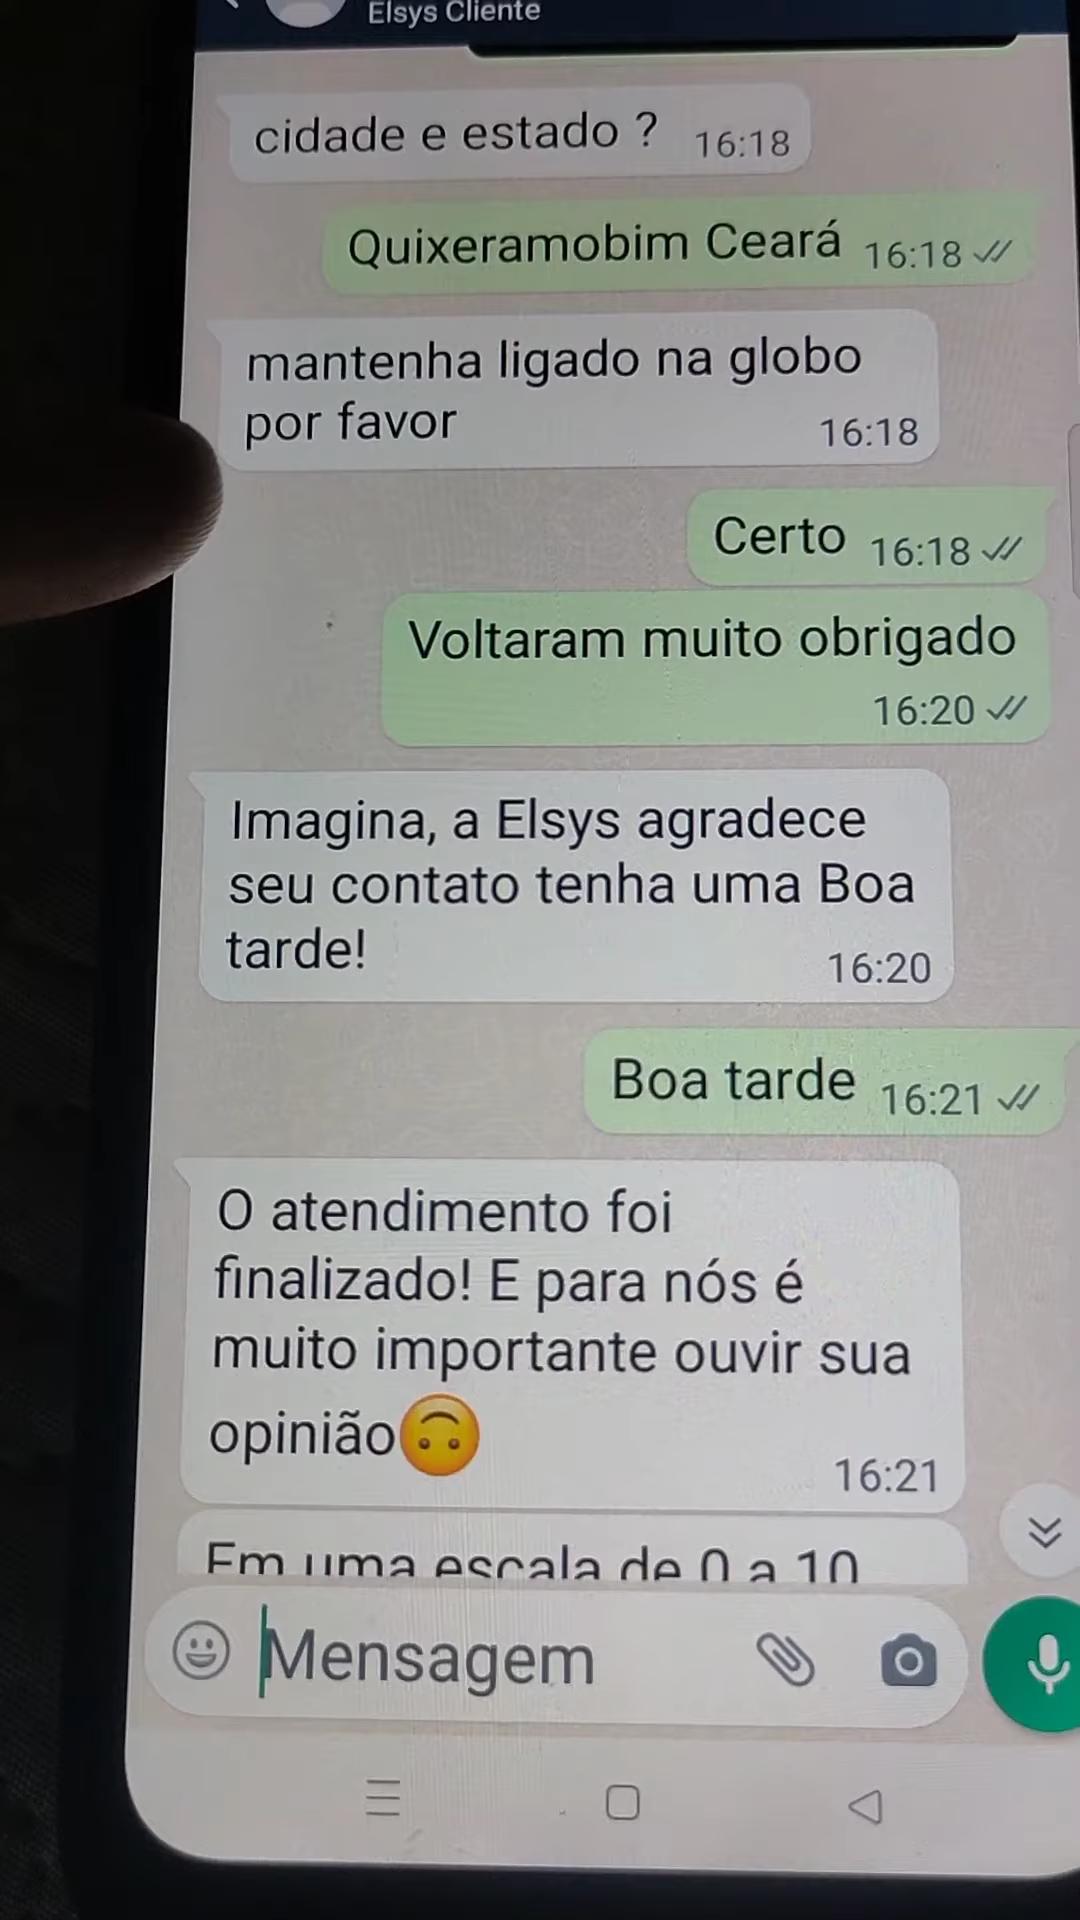 Elsys Cliente
cidade e estado ? 16:18
Quixeramobim Ceará 16:18
mantenha ligado na globo
por favor 16:18
Certo 16:18
Voltaram muito obrigado
16:20
Imagina, a Elsys agradece
seu contato tenha uma Boa
tarde! 16:20
Boa tarde 16:21
O atendimento foi
finalizado! E para nós é
muito importante ouvir sua
opinião🙃
16:21
Em uma escala de 0 a 10
Mensagem